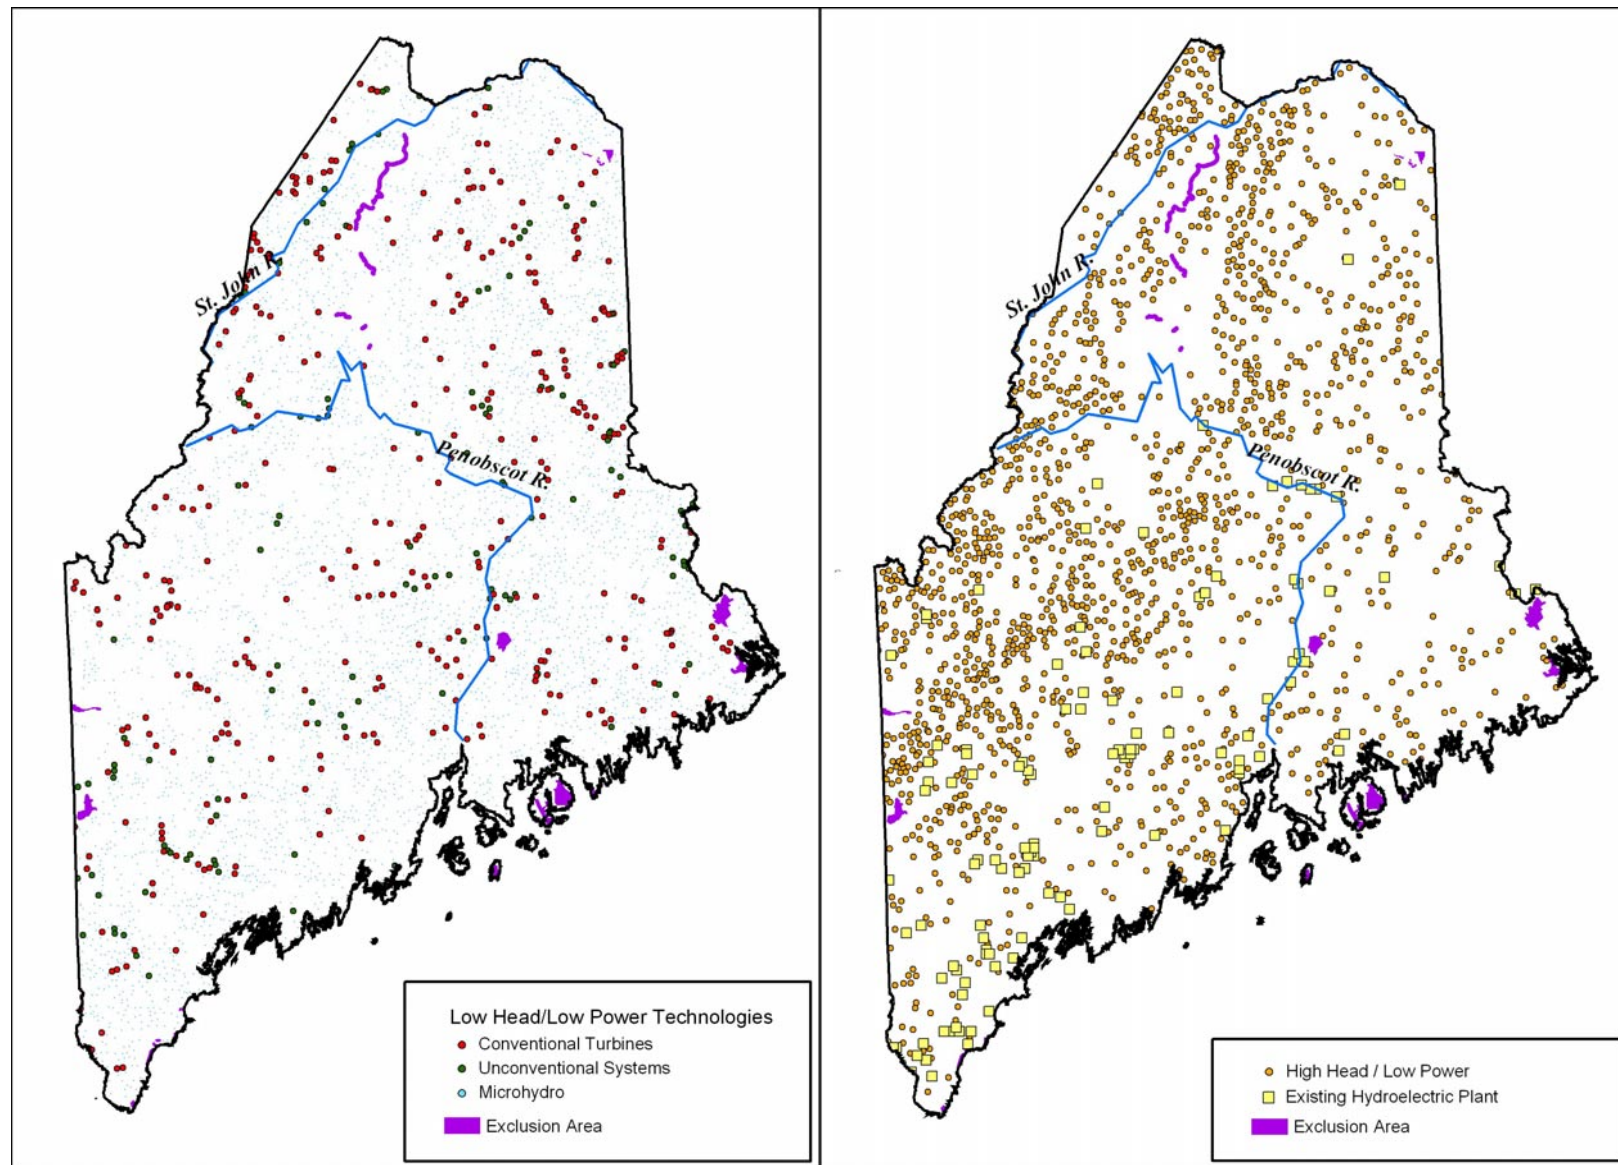 St. John R.
Penobscot R.
Low Head/Low Power Technologies
Conventional Turbines
Unconventional Systems
Microhydro
Exclusion Area
St. John R.
Penobscot R.
High Head / Low Power
Existing Hydroelectric Plant
Exclusion Area